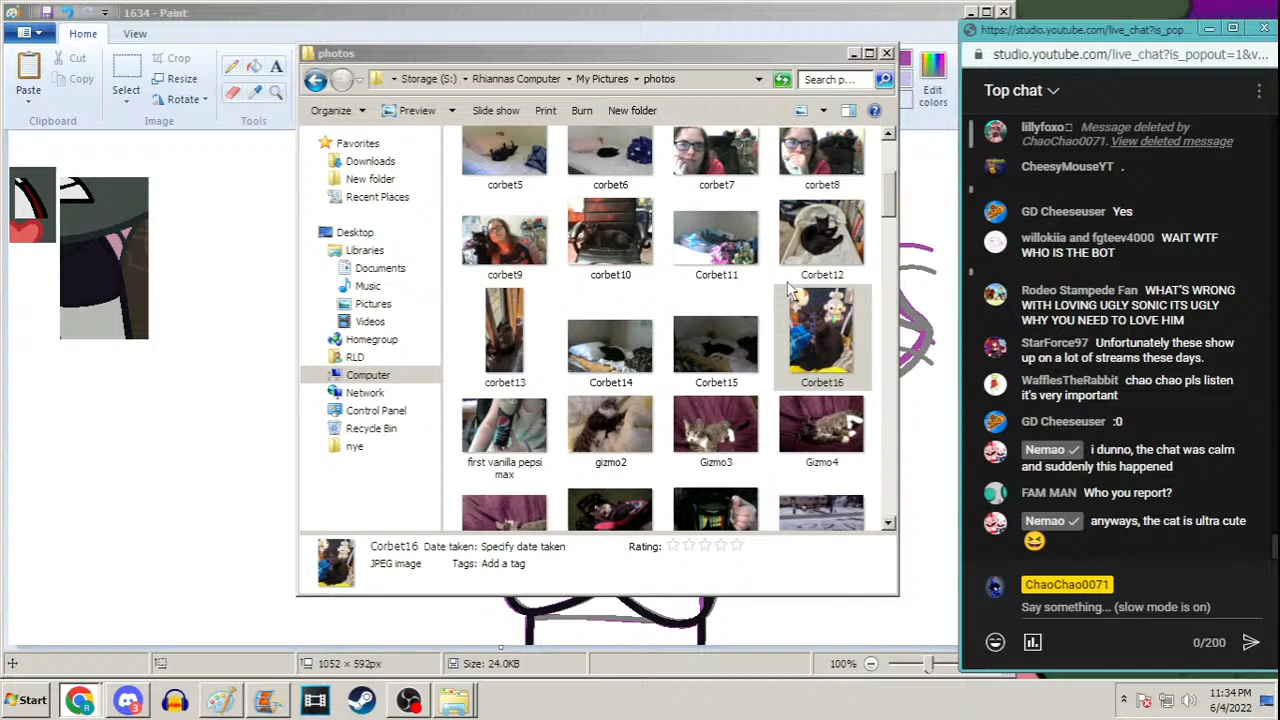 1634 - Paint
Home
View
Paste
Cut
Copy
Clipboard
Select
Crop
Resize
Rotate
Image
Tools
Edit
colors
photos
Storage (S:)
Rhiannas Computer
My Pictures
photos
Search p...
Organize
Preview
Slide show
Print
Burn
New folder
Favorites
Downloads
New folder
Recent Places
Desktop
Libraries
Documents
Music
Pictures
Videos
Homegroup
RLD
Computer
Network
Control Panel
Recycle Bin
nye
corbet5
corbet6
corbet7
corbet8
corbet9
corbet10
Corbet11
Corbet12
corbet13
Corbet14
Corbet15
Corbet16
first vanilla pepsi
max
gizmo2
Gizmo3
Gizmo4
Corbet16 Date taken: Specify date taken
Rating:
JPEG image
Tags: Add a tag
1052 × 592px
Size: 24.0KB
100%
https://studio.youtube.com/live_chat?is_pop...
studio.youtube.com/live_chat?is_popout=1&v...
Top chat
lillyfoxo Message deleted by
ChaoChao0071. View deleted message
CheesyMouseYT .
GD Cheeseuser Yes
willokiia and fgteev4000 WAIT WTF
WHO IS THE BOT
Rodeo Stampede Fan WHAT'S WRONG
WITH LOVING UGLY SONIC ITS UGLY
WHY YOU NEED TO LOVE HIM
StarForce97 Unfortunately these show
up on a lot of streams these days.
WafflesTheRabbit chao chao pls listen
it's very important
GD Cheeseuser :0
Nemao i dunno, the chat was calm
and suddenly this happened
FAM MAN Who you report?
Nemao anyways, the cat is ultra cute
😆
ChaoChao0071
Say something... (slow mode is on)
0/200
Start
3
11:34 PM
6/4/2022